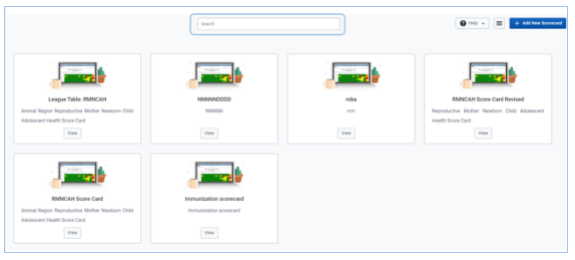 Search
Help
+ Add New Scorecard
League Table: RMNCAH
Animal Region Reproductive Mother Newborn Child
Adolescent Health Score Card
View
NNNNNDDDD
NNNNN
View
roba
View
RMNCAH Score Card Revised
Reproductive Mother Newborn Child Adolescent
Health Score Card
View
RMNCAH Score Card
Animal Region Reproductive Mother Newborn Child
Adolescent Health Score Card
View
Immunization scorecard
Immunization scorecard
View